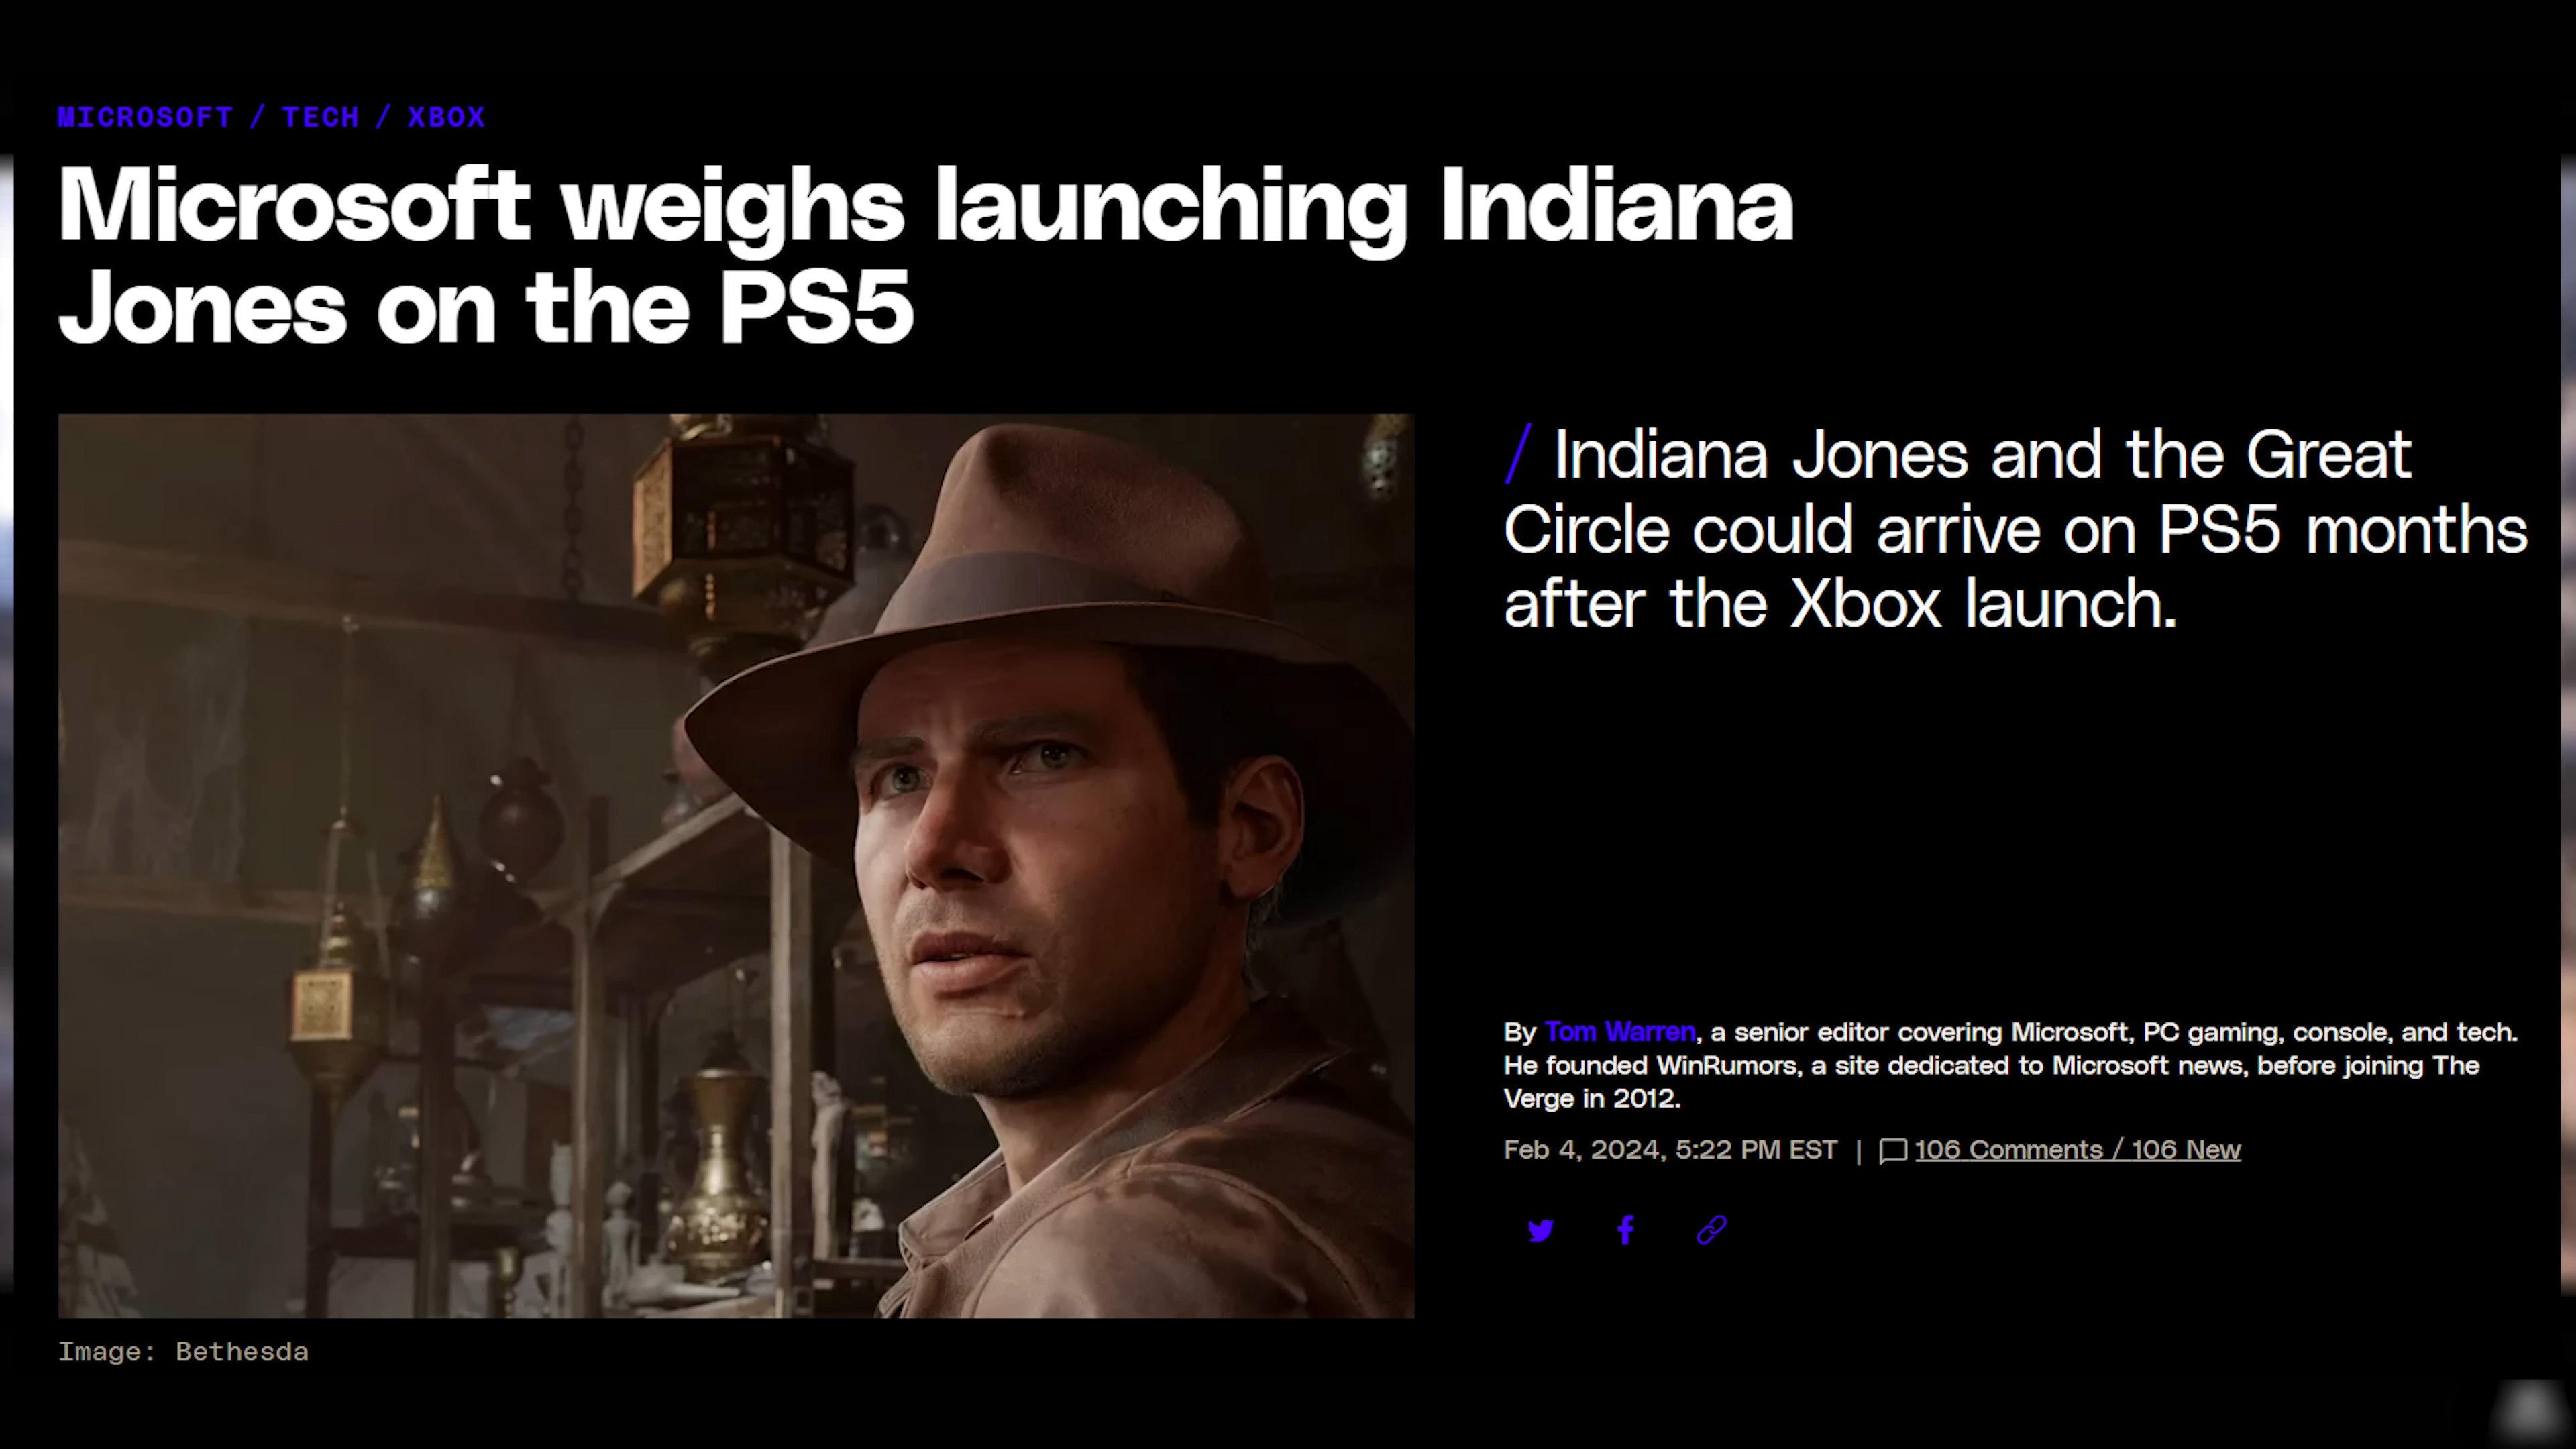 MICROSOFT / TECH / XBOX
Microsoft weighs launching Indiana
Jones on the PS5
/ Indiana Jones and the Great
Circle could arrive on PS5 months
after the Xbox launch.
By Tom Warren, a senior editor covering Microsoft, PC gaming, console, and tech.
He founded WinRumors, a site dedicated to Microsoft news, before joining The
Verge in 2012.
Feb 4, 2024, 5:22 PM EST | 106 Comments / 106 New
Image: Bethesda